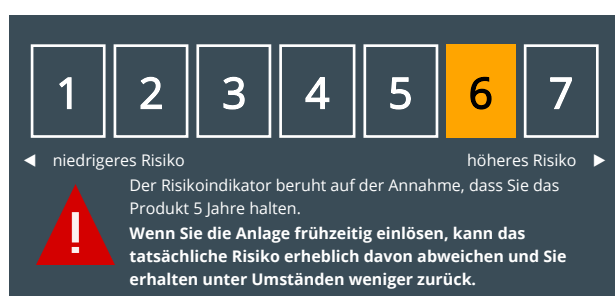 1 2 3 4 5 6 7
niedrigeres Risiko höheres Risiko
Der Risikoindikator beruht auf der Annahme, dass Sie das
Produkt 5 Jahre halten.
Wenn Sie die Anlage frühzeitig einlösen, kann das
tatsächliche Risiko erheblich davon abweichen und Sie
erhalten unter Umständen weniger zurück.
!